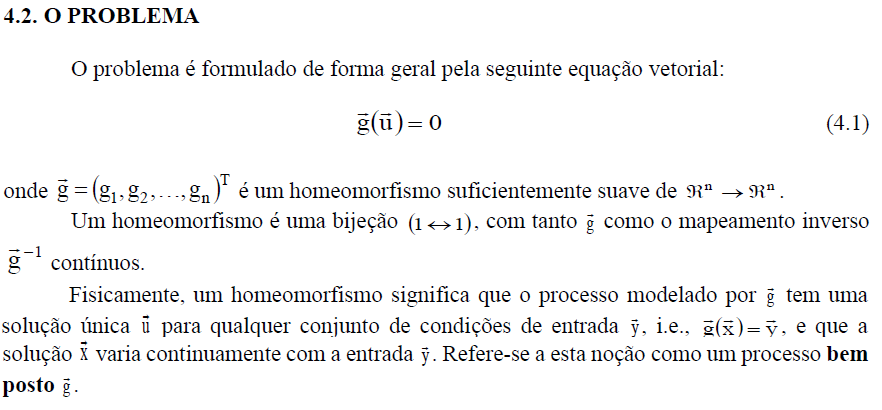 4.2. O PROBLEMA
O problema é formulado de forma geral pela seguinte equação vetorial:
g⃗(u⃗) = 0 (4.1)
onde g⃗ = (g₁, g₂, …, gₙ)ᵀ é um homeomorfismo suficientemente suave de ℜⁿ → ℜⁿ.
Um homeomorfismo é uma bijeção (1 ↔ 1), com tanto g⃗ como o mapeamento inverso
g⃗⁻¹ contínuos.
Fisicamente, um homeomorfismo significa que o processo modelado por g⃗ tem uma
solução única u⃗ para qualquer conjunto de condições de entrada y⃗, i.e., g⃗(x⃗) = y⃗, e que a
solução x⃗ varia continuamente com a entrada y⃗. Refere-se a esta noção como um processo bem
posto g⃗.